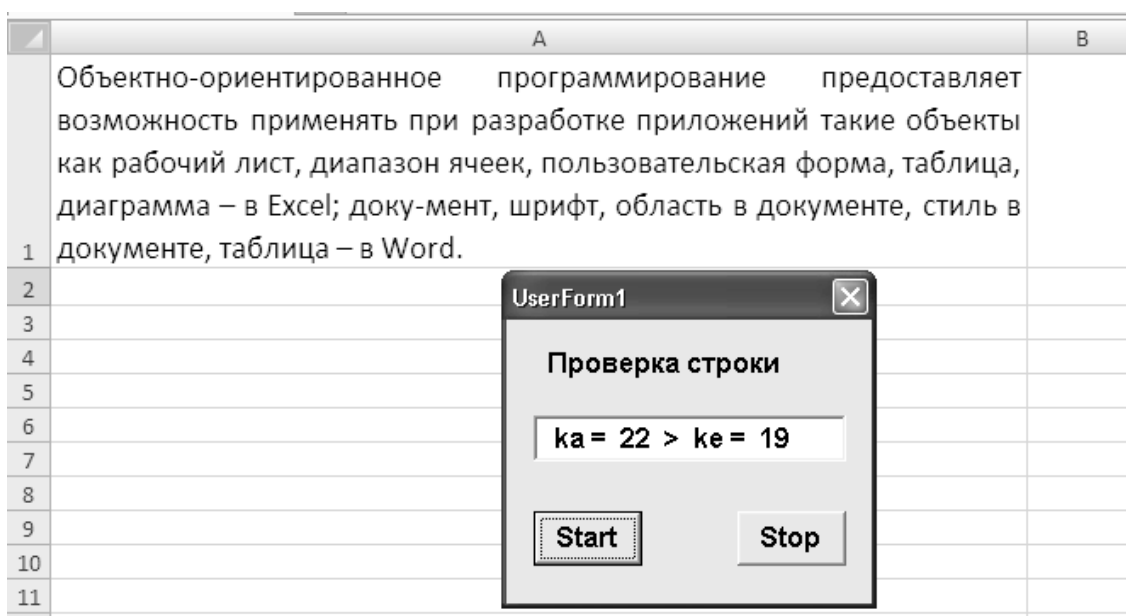 A B
1 Объектно-ориентированное программирование предоставляет
возможность применять при разработке приложений такие объекты
как рабочий лист, диапазон ячеек, пользовательская форма, таблица,
диаграмма – в Excel; доку-мент, шрифт, область в документе, стиль в
документе, таблица – в Word.
2
3
4
5
6
7
8
9
10
11
UserForm1
Проверка строки
ka = 22 > ke = 19
Start Stop